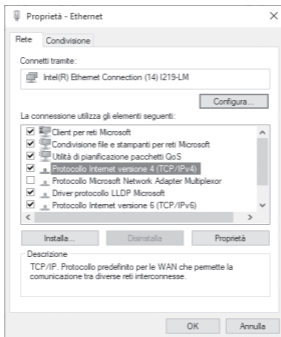 Proprietà - Ethernet
Rete
Condivisione
Connetti tramite:
Intel(R) Ethernet Connection (14) I219-LM
Configura...
La connessione utilizza gli elementi seguenti:
Client per reti Microsoft
Condivisione file e stampanti per reti Microsoft
Utilità di pianificazione pacchetti QoS
Protocollo Internet versione 4 (TCP/IPv4)
Protocollo Microsoft Network Adapter Multiplexor
Driver protocollo LLDP Microsoft
Protocollo Internet versione 6 (TCP/IPv6)
Installa...
Disinstalla
Proprietà
Descrizione
TCP/IP. Protocollo predefinito per le WAN che permette la
comunicazione tra diverse reti interconnesse.
OK
Annulla